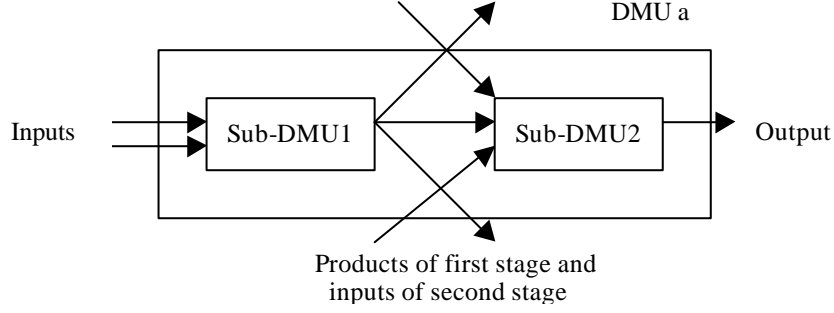 DMU a
Inputs
Sub-DMU1
Sub-DMU2
Output
Products of first stage and
inputs of second stage